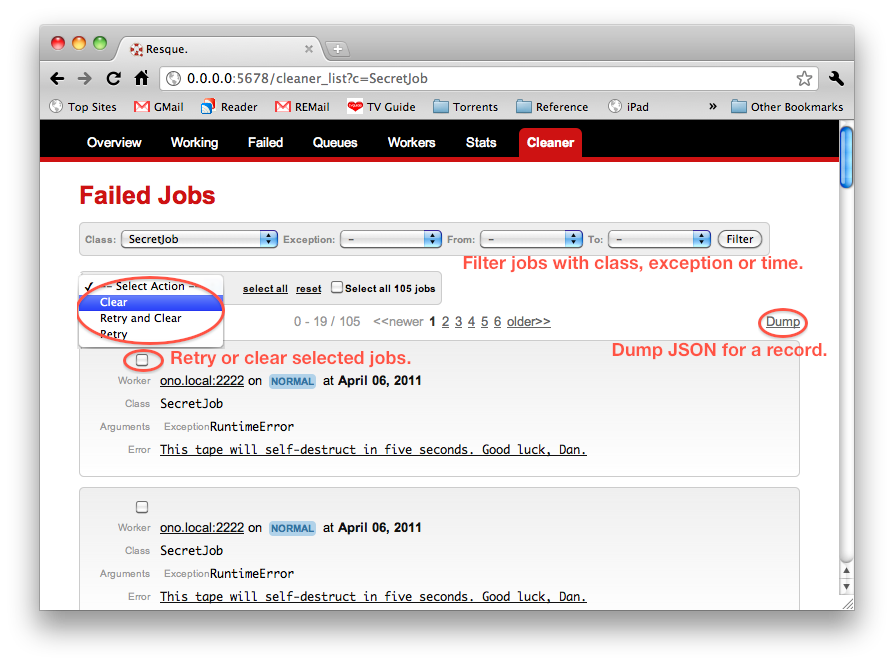 Resque.
0.0.0.0:5678/cleaner_list?c=SecretJob
Top Sites GMail Reader REMail TV Guide Torrents Reference iPad » Other Bookmarks
Overview Working Failed Queues Workers Stats Cleaner
Failed Jobs
Class: SecretJob Exception: – From: – To: – Filter
Filter jobs with class, exception or time.
✓ -- Select Action -- select all reset Select all 105 jobs
Clear
Retry and Clear
Retry
0 - 19 / 105 <<newer 1 2 3 4 5 6 older>> Dump
Retry or clear selected jobs. Dump JSON for a record.
Worker ono.local:2222 on NORMAL at April 06, 2011
Class SecretJob
Arguments ExceptionRuntimeError
Error This tape will self-destruct in five seconds. Good luck, Dan.
Worker ono.local:2222 on NORMAL at April 06, 2011
Class SecretJob
Arguments ExceptionRuntimeError
Error This tape will self-destruct in five seconds. Good luck, Dan.